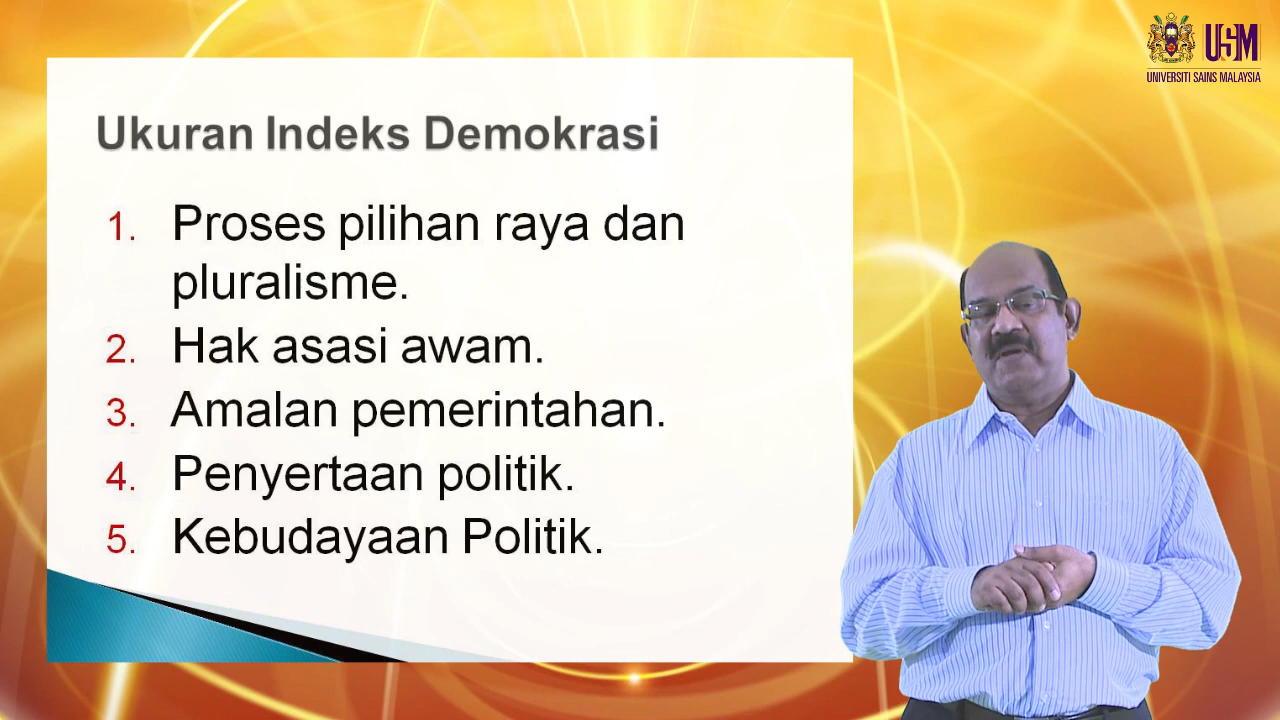 USM
UNIVERSITI SAINS MALAYSIA
Ukuran Indeks Demokrasi
1. Proses pilihan raya dan
pluralisme.
2. Hak asasi awam.
3. Amalan pemerintahan.
4. Penyertaan politik.
5. Kebudayaan Politik.